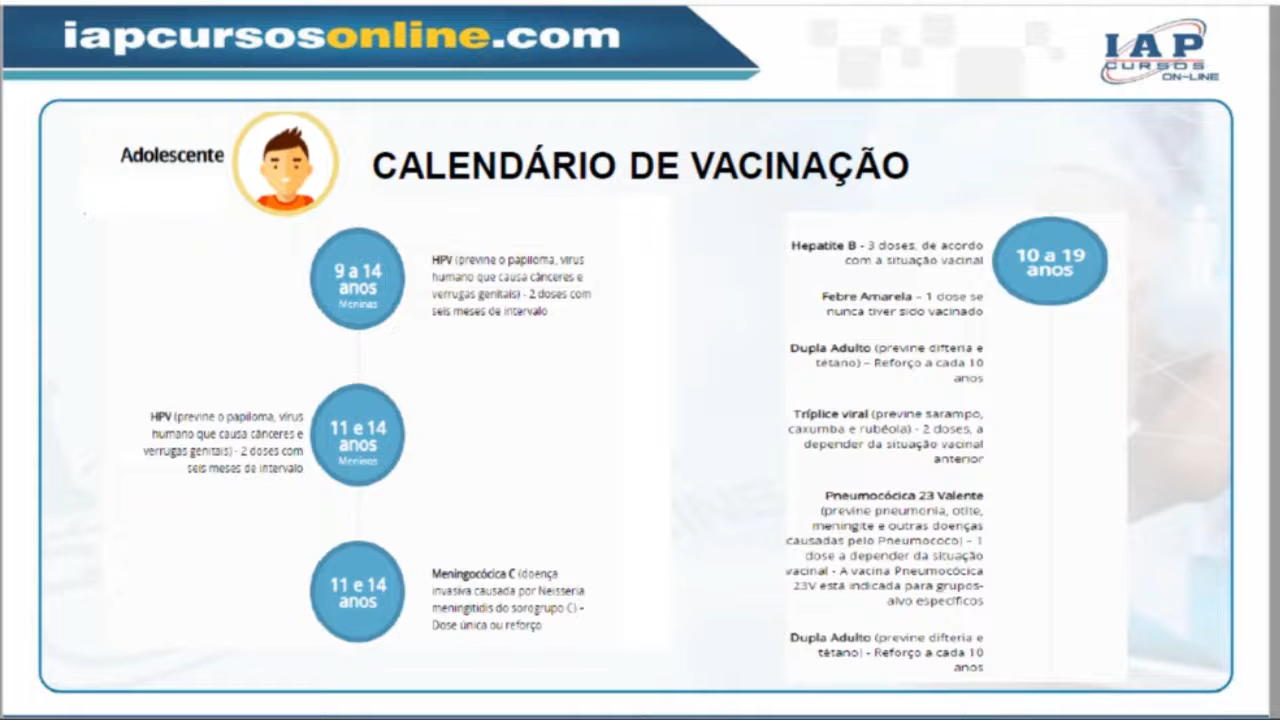 iapcursosonline.com
IAP
CURSOS
ON-LINE
Adolescente
CALENDÁRIO DE VACINAÇÃO
9 a 14
anos
Meninas
HPV (previne o papiloma, vírus
humano que causa cânceres e
verrugas genitais) - 2 doses com
seis meses de intervalo
HPV (previne o papiloma, vírus
humano que causa cânceres e
verrugas genitais) - 2 doses com
seis meses de intervalo
11 e 14
anos
Meninos
11 e 14
anos
Meningocócica C (doença
invasiva causada por Neisseria
meningitidis do sorogrupo C) –
Dose única ou reforço
10 a 19
anos
Hepatite B - 3 doses, de acordo
com a situação vacinal
Febre Amarela – 1 dose se
nunca tiver sido vacinado
Dupla Adulto (previne difteria e
tétano) – Reforço a cada 10
anos
Tríplice viral (previne sarampo,
caxumba e rubéola) - 2 doses, a
depender da situação vacinal
anterior
Pneumocócica 23 Valente
(previne pneumonia, otite,
meningite e outras doenças
causadas pelo Pneumococo) – 1
dose a depender da situação
vacinal - A vacina Pneumocócica
23V está indicada para grupos-
alvo específicos
Dupla Adulto (previne difteria e
tétano) - Reforço a cada 10
anos